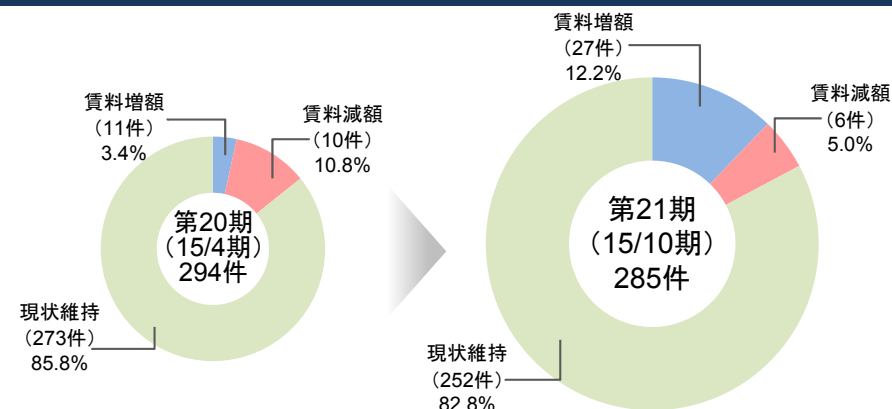 賃料増額
（11件）
3.4%
賃料減額
（10件）
10.8%
第20期
（15/4期）
294件
現状維持
（273件）
85.8%
賃料増額
（27件）
12.2%
賃料減額
（6件）
5.0%
第21期
（15/10期）
285件
現状維持
（252件）
82.8%